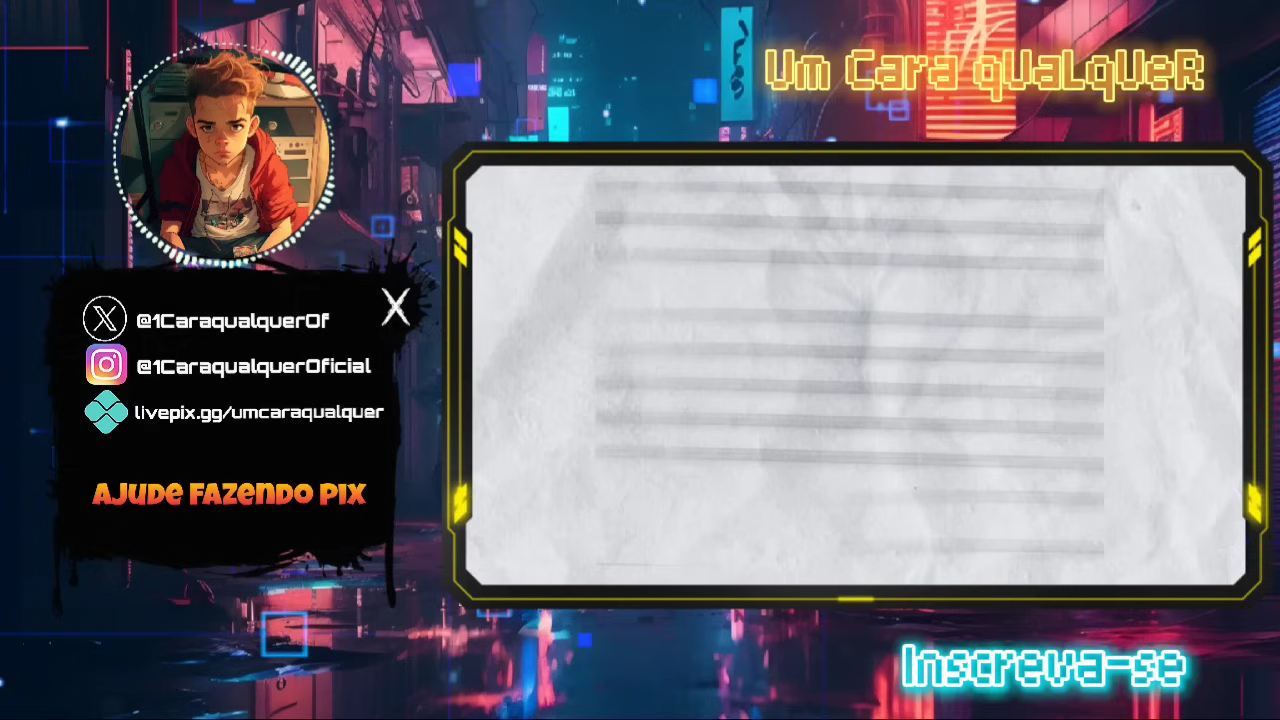 Um Cara qUaLqUeR
@1CaraqualquerOf
@1CaraqualquerOficial
livepix.gg/umcaraqualquer
AJude Fazendo PIX
Inscreva-se